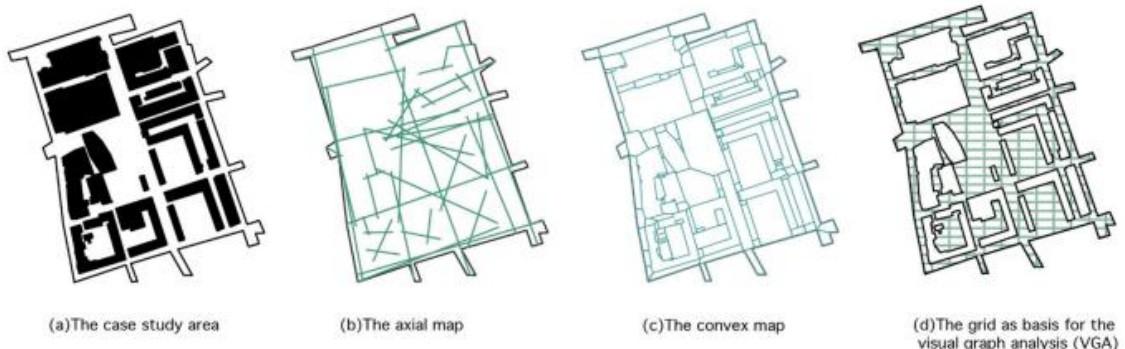 (a)The case study area
(b)The axial map
(c)The convex map
(d)The grid as basis for the
visual graph analysis (VGA)